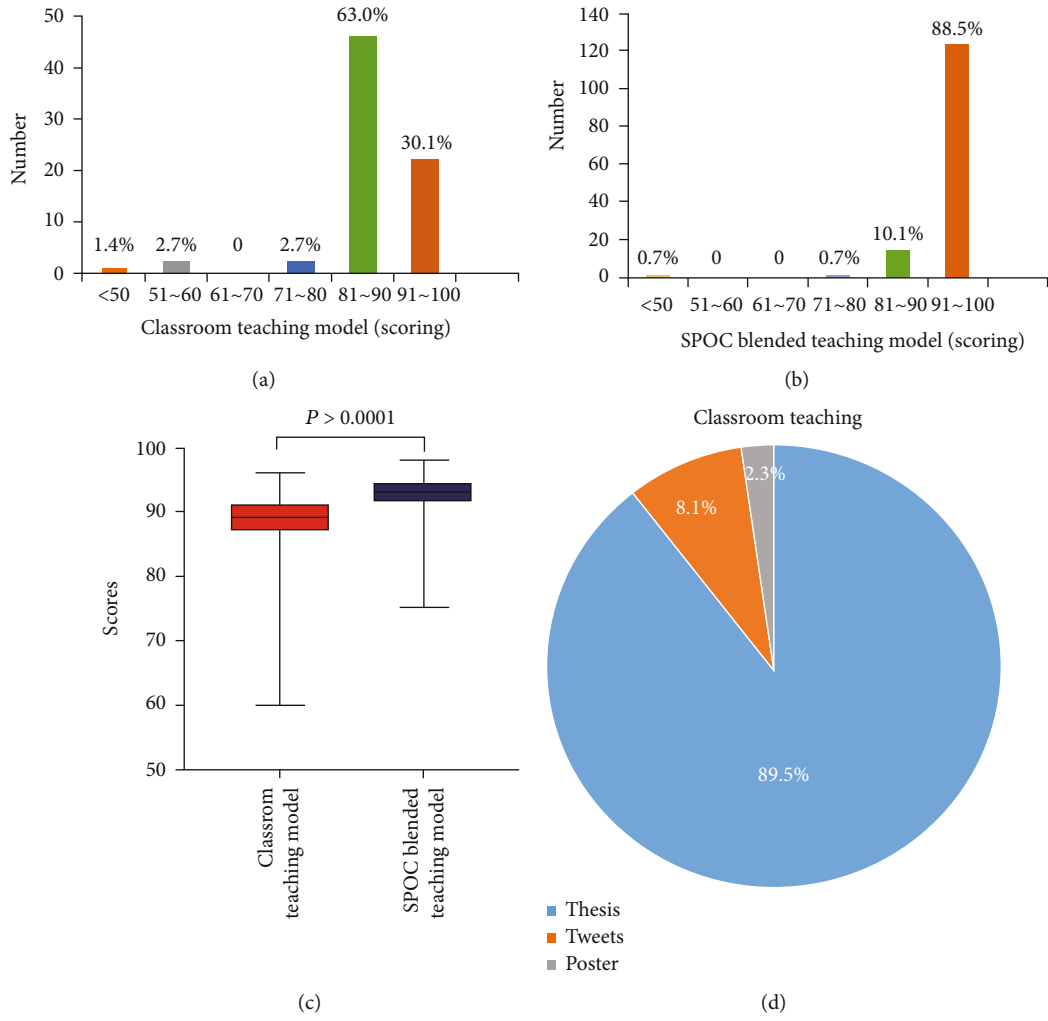 50
40
30
20
10
0
Number
1.4%
2.7%
0
2.7%
63.0%
30.1%
<50
51~60
61~70
71~80
81~90
91~100
Classroom teaching model (scoring)
(a)
140
120
100
80
60
40
20
0
Number
0.7%
0
0
0.7%
10.1%
88.5%
<50
51~60
61~70
71~80
81~90
91~100
SPOC blended teaching model (scoring)
(b)
P > 0.0001
100
90
80
70
60
50
Scores
Classrom
teaching model
SPOC blended
teaching model
(c)
Classroom teaching
2.3%
8.1%
89.5%
Thesis
Tweets
Poster
(d)